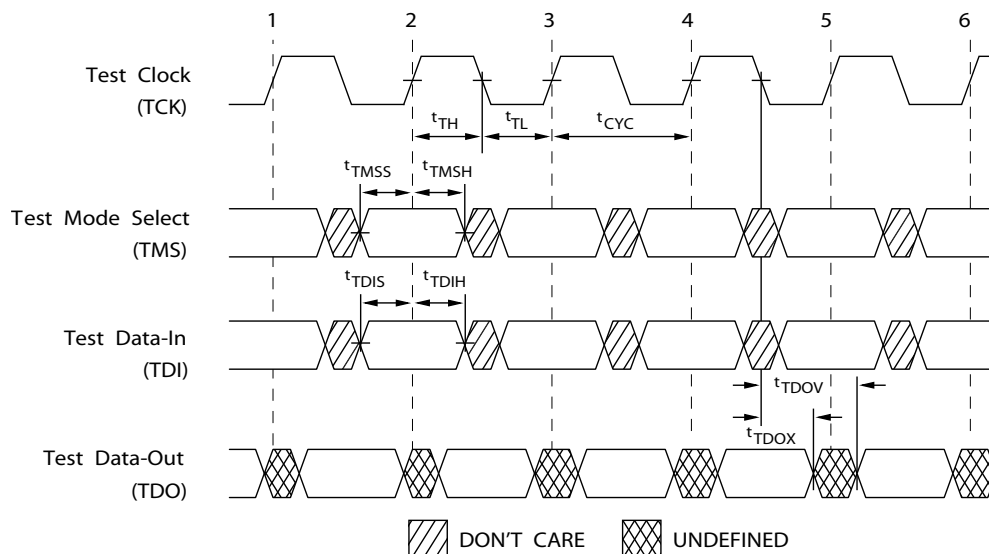 1 2 3 4 5 6
Test Clock
(TCK)
tTH tTL tCYC
tTMSS tTMSH
Test Mode Select
(TMS)
tTDIS tTDIH
Test Data-In
(TDI)
tTDOV
tTDOX
Test Data-Out
(TDO)
DON'T CARE UNDEFINED